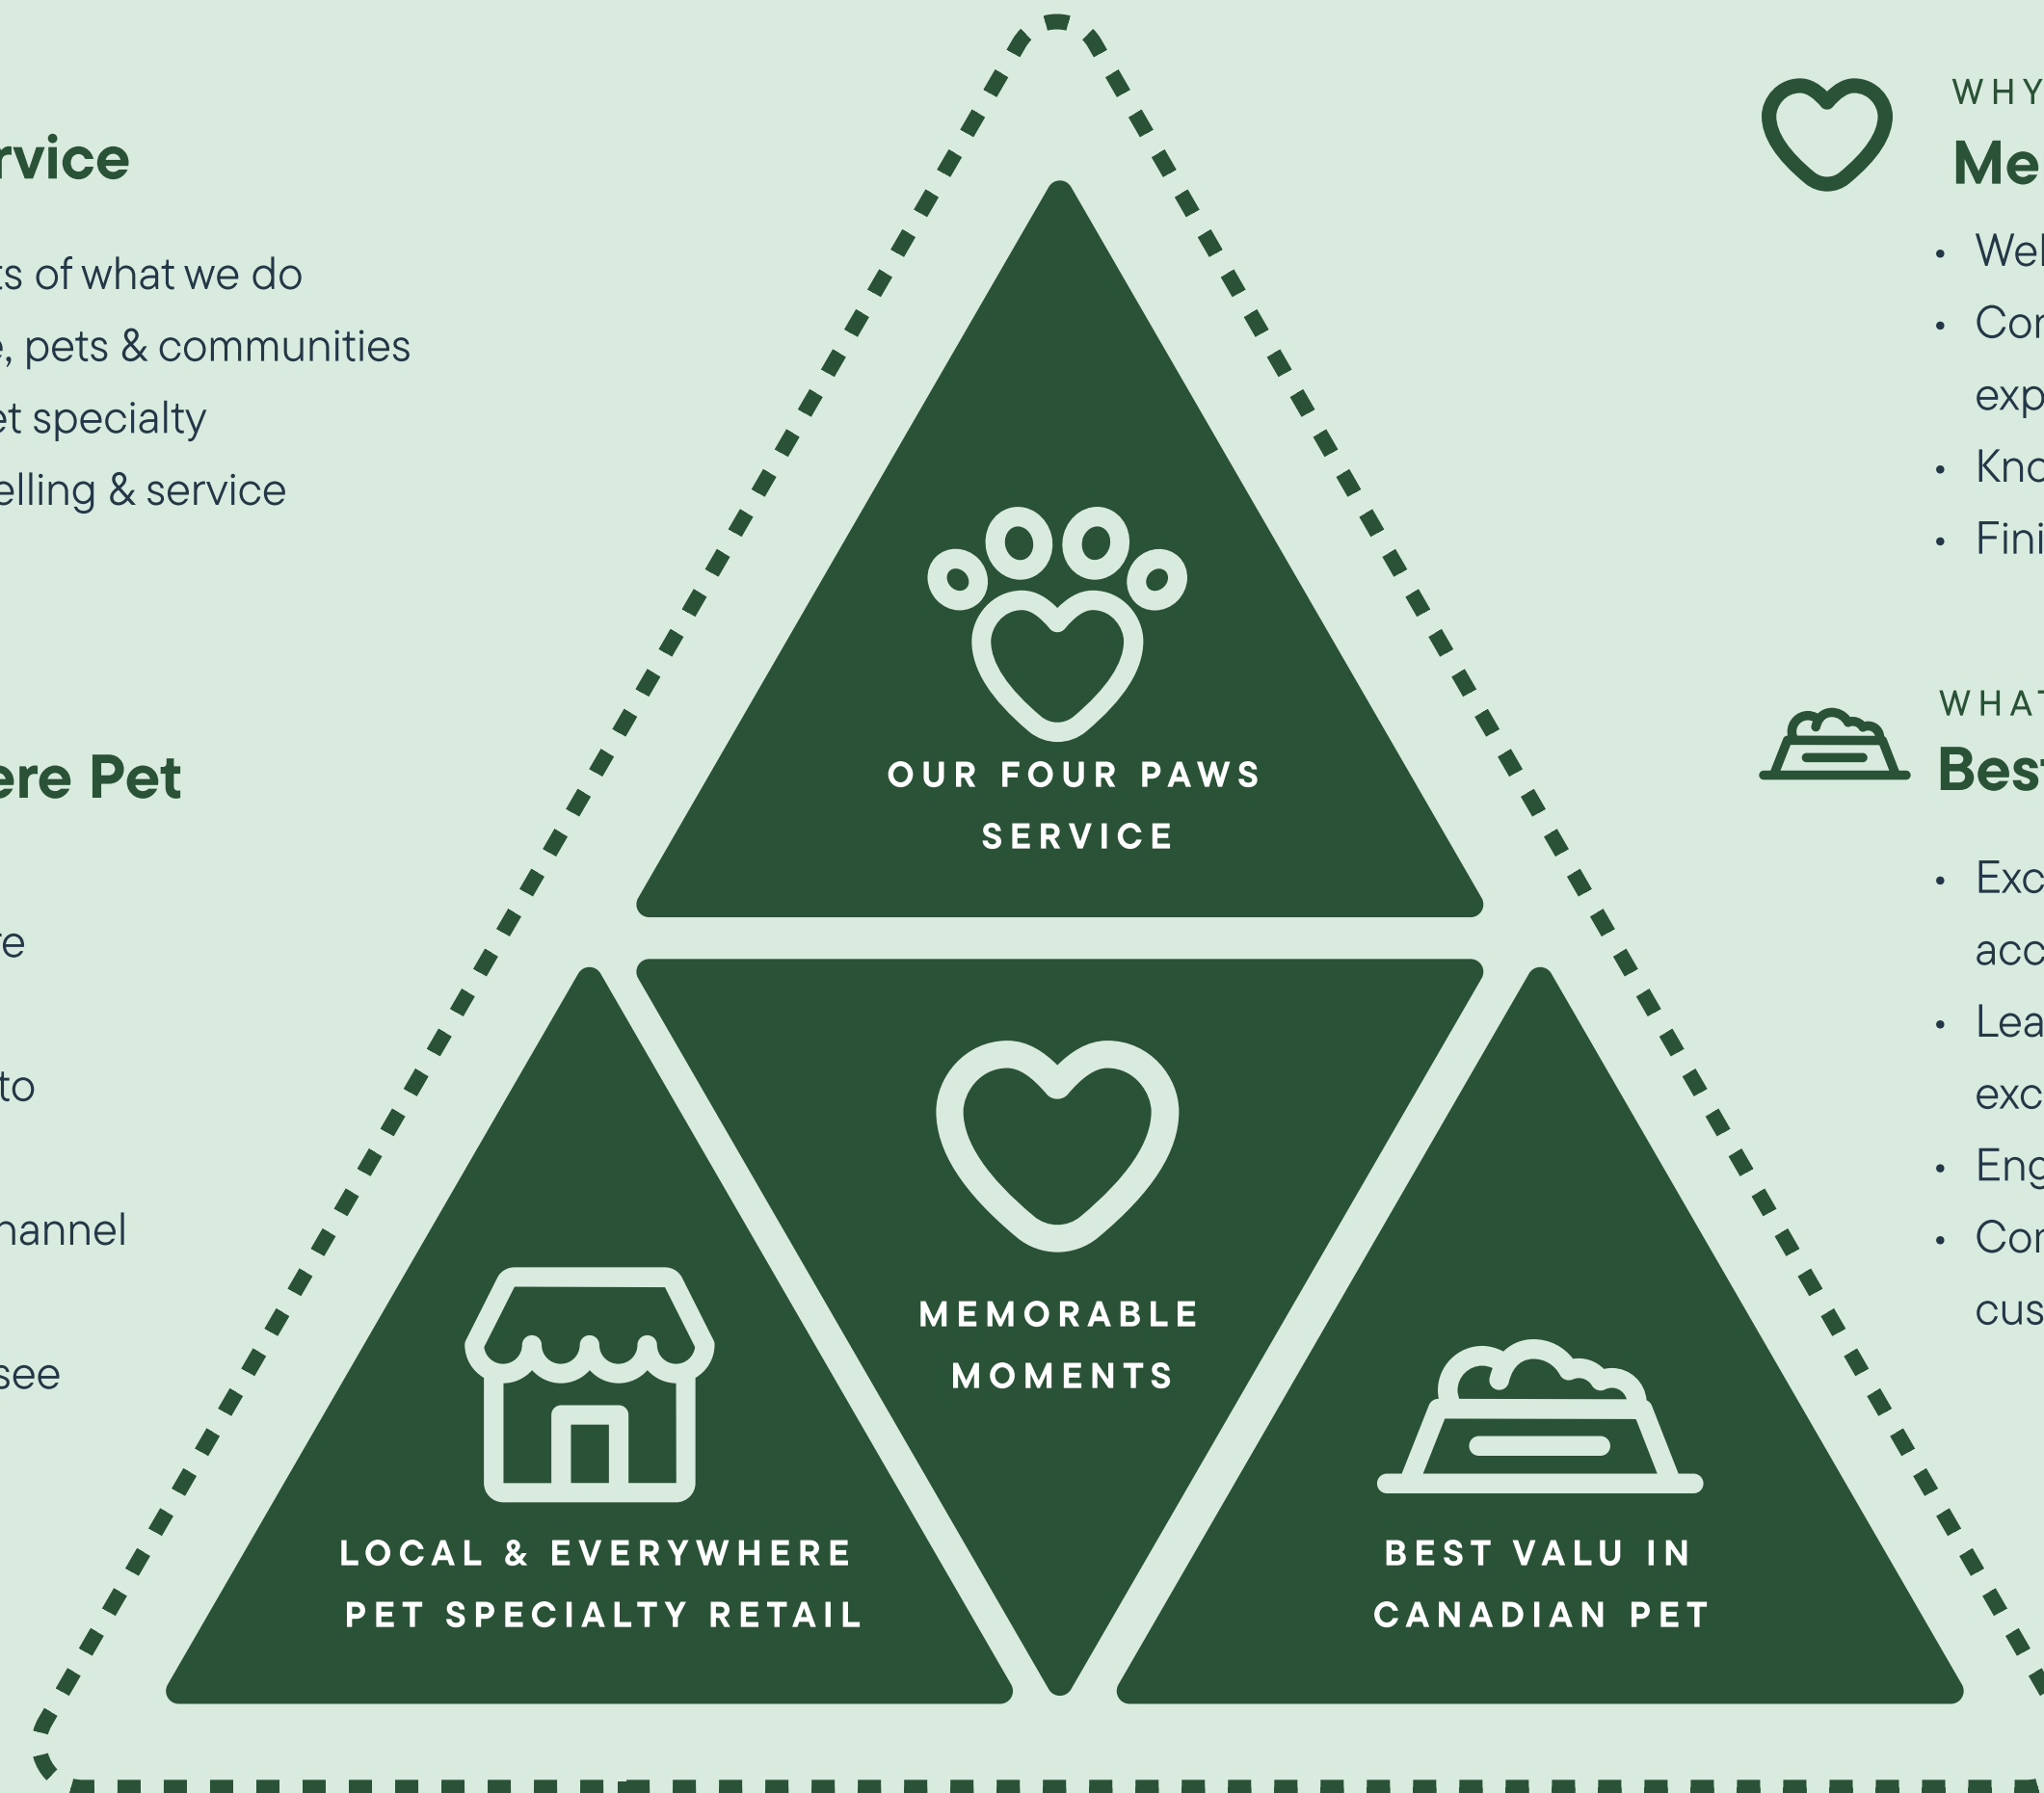 rvice
ts of what we do
e, pets & communities
et specialty
elling & service
ere Pet
re
to
hannel
see
OUR FOUR PAWS
SERVICE
MEMORABLE
MOMENTS
LOCAL & EVERYWHERE
PET SPECIALTY RETAIL
BEST VALU IN
CANADIAN PET
WHY
Me
• Wel
• Con
exp
• Kno
• Fini
WHAT
Best
• Exc
acc
• Lea
exc
• Eng
• Con
cus